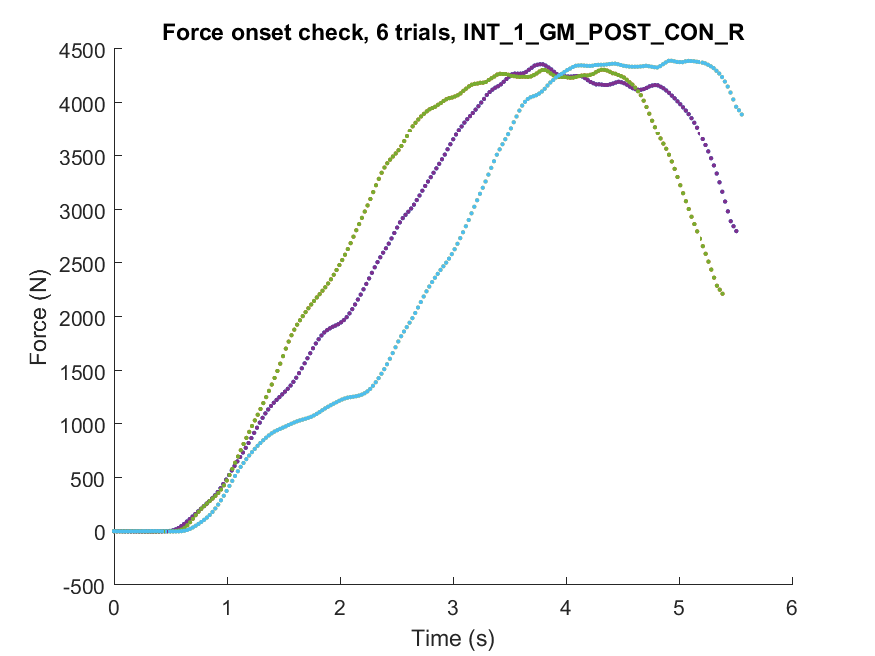 Force onset check, 6 trials, INT_1_GM_POST_CON_R
4500
4000
3500
3000
2500
2000
1500
1000
500
0
-500
Force (N)
0 1 2 3 4 5 6
Time (s)